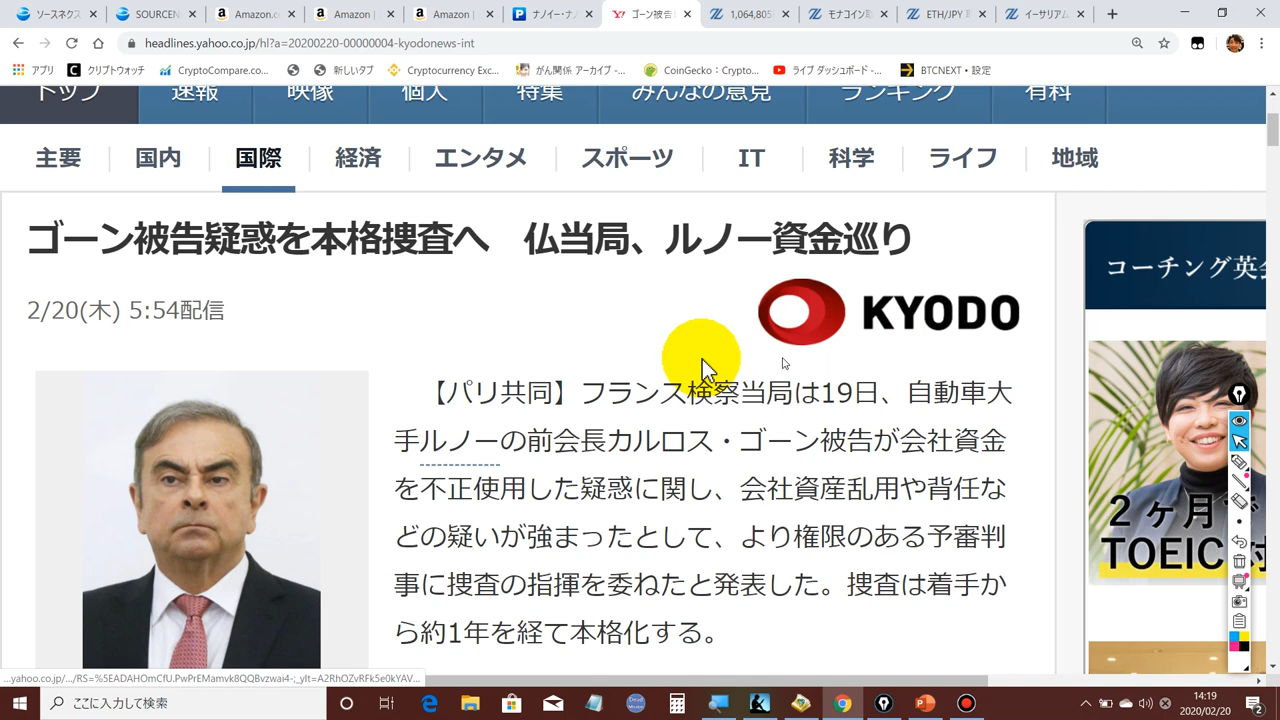 ソースネクス
SOURCEN
Amazon.c
Amazon |
Amazon |
ナノイー・ナノ
ゴーン被告
1,064,805
モナコイン取
ETH/JPY
イーサリアム
headlines.yahoo.co.jp/hl?a=20200220-00000004-kyodonews-int
アプリ
クリプトウォッチ
CryptoCompare.co...
新しいタブ
Cryptocurrency Exc...
がん関係 アーカイブ -...
CoinGecko：Crypto...
ライブ ダッシュボード -...
BTCNEXT・設定
トップ
速報
映像
個人
特集
みんなの意見
ランキング
有料
主要
国内
国際
経済
エンタメ
スポーツ
IT
科学
ライフ
地域
ゴーン被告疑惑を本格捜査へ　仏当局、ルノー資金巡り
2/20(木) 5:54配信
KYODO
【パリ共同】フランス検察当局は19日、自動車大
手ルノーの前会長カルロス・ゴーン被告が会社資金
を不正使用した疑惑に関し、会社資産乱用や背任な
どの疑いが強まったとして、より権限のある予審判
事に捜査の指揮を委ねたと発表した。捜査は着手か
ら約1年を経て本格化する。
コーチング英会
2ヶ月で
TOEIC
ここに入力して検索
14:19
2020/02/20